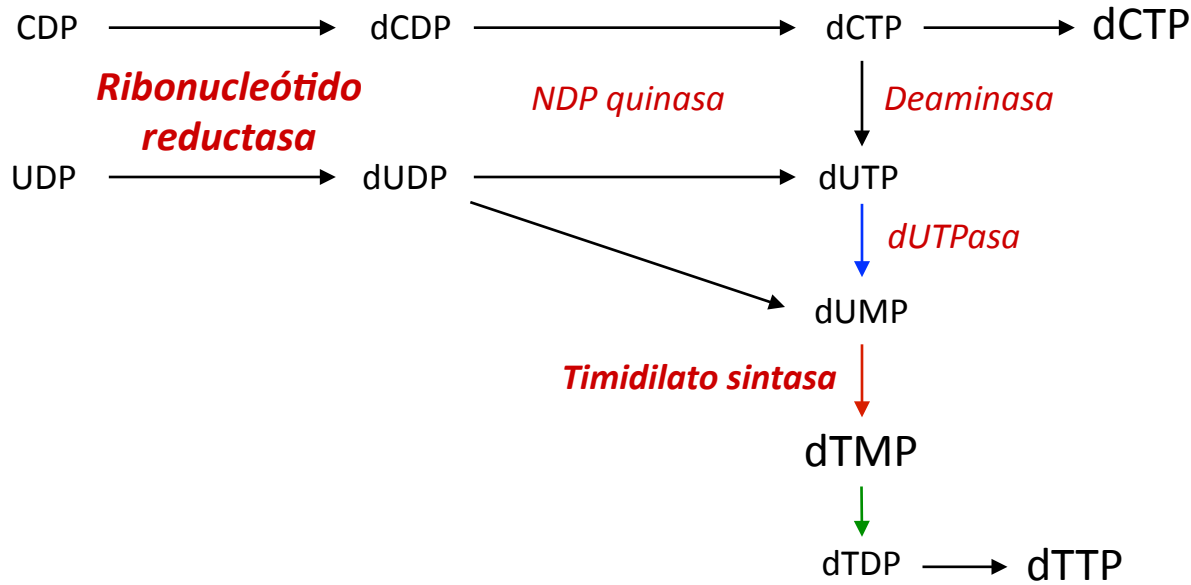 CDP dCDP dCTP dCTP
Ribonucleótido
reductasa
NDP quinasa Deaminasa
UDP dUDP dUTP
dUTPasa
dUMP
Timidilato sintasa
dTMP
dTDP dTTP